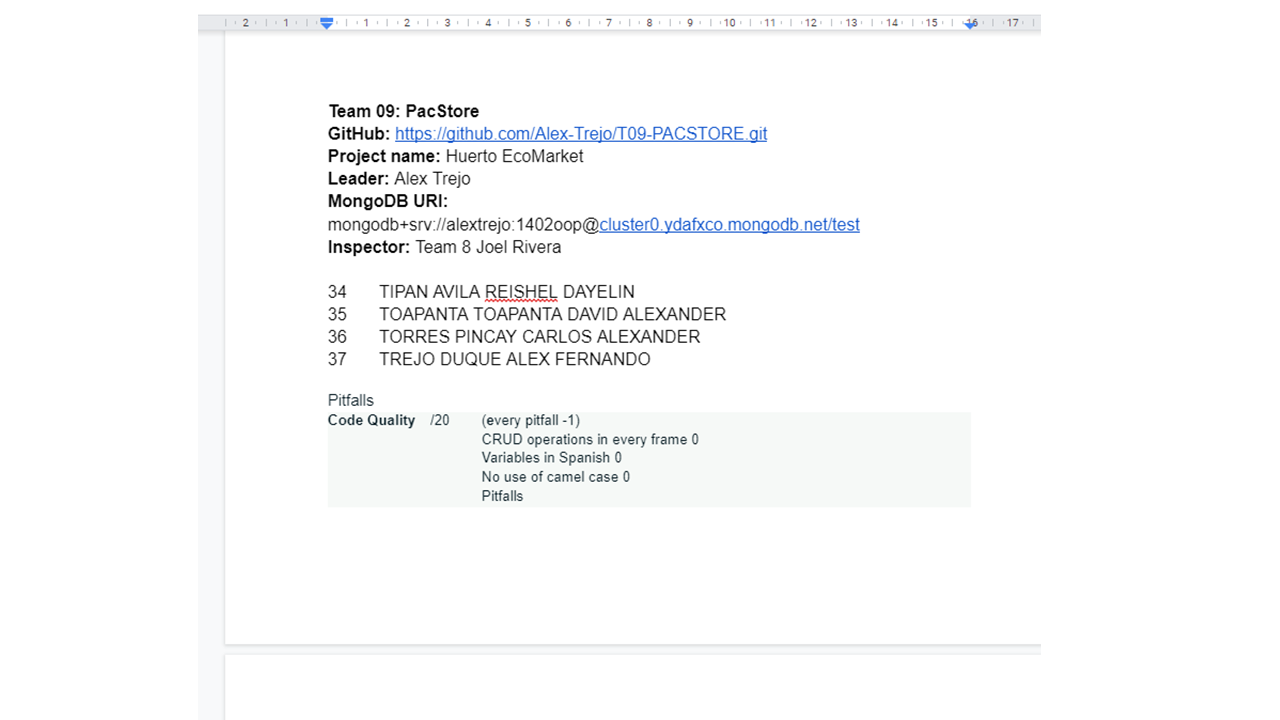 2 1 1 2 3 4 5 6 7 8 9 10 11 12 13 14 15 16 17
Team 09: PacStore
GitHub: https://github.com/Alex-Trejo/T09-PACSTORE.git
Project name: Huerto EcoMarket
Leader: Alex Trejo
MongoDB URI:
mongodb+srv://alextrejo:1402oop@cluster0.ydafxco.mongodb.net/test
Inspector: Team 8 Joel Rivera
34 TIPAN AVILA REISHEL DAYELIN
35 TOAPANTA TOAPANTA DAVID ALEXANDER
36 TORRES PINCAY CARLOS ALEXANDER
37 TREJO DUQUE ALEX FERNANDO
Pitfalls
Code Quality /20 (every pitfall -1)
CRUD operations in every frame 0
Variables in Spanish 0
No use of camel case 0
Pitfalls